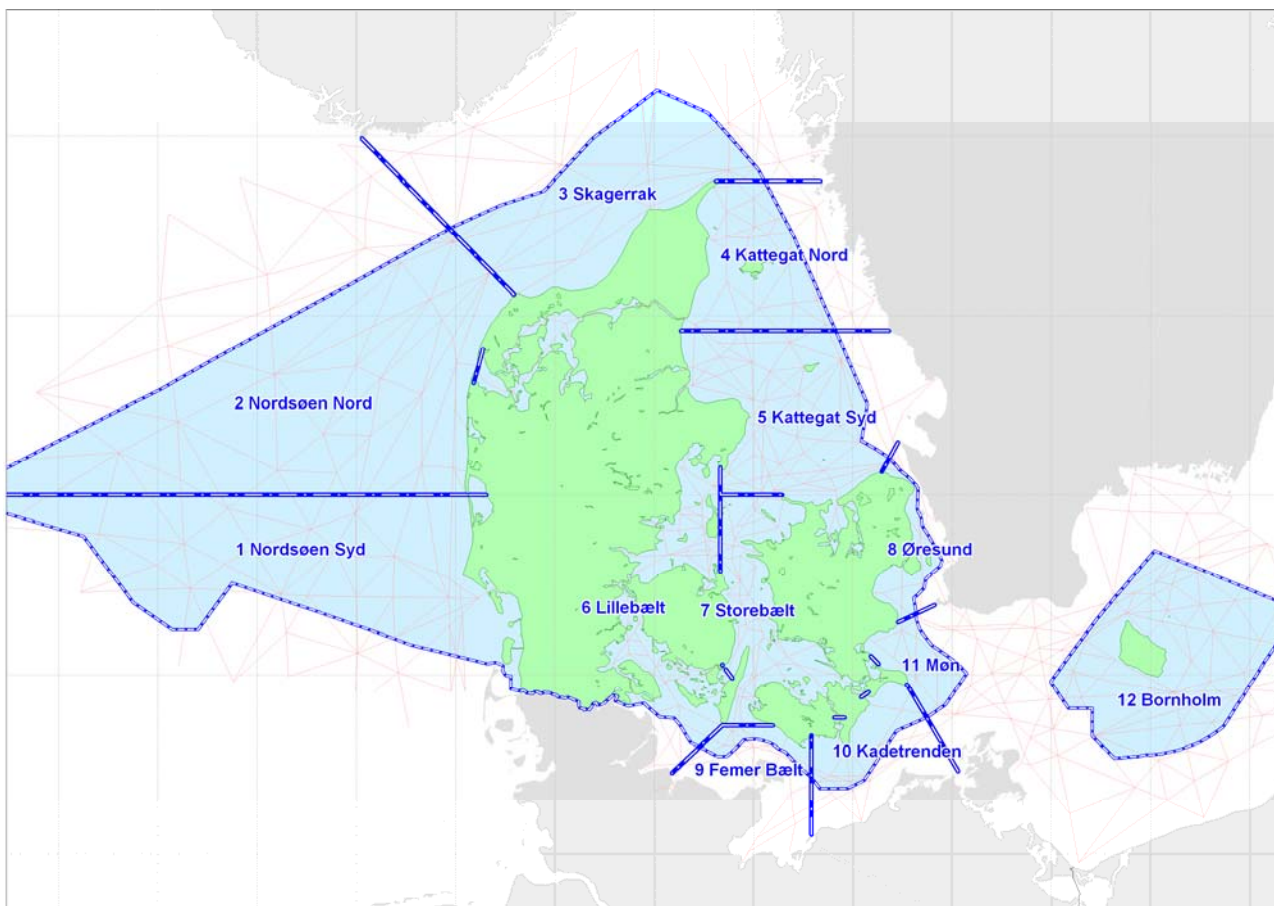 3 Skagerrak
4 Kattegat Nord
2 Nordsøen Nord
5 Kattegat Syd
1 Nordsøen Syd
8 Øresund
6 Lillebælt
7 Storebælt
11 Møn.
12 Bornholm
10 Kadetrenden
9 Femer Bælt.